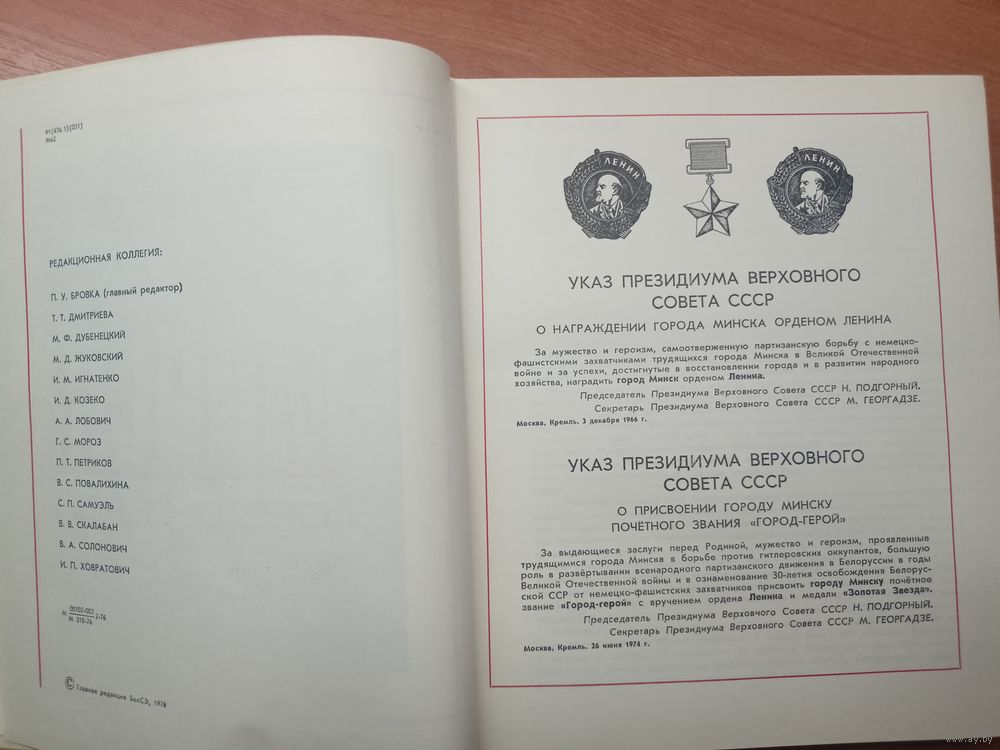 91(476.1)(031)
М62
РЕДАКЦИОННАЯ КОЛЛЕГИЯ:
П. У. БРОВКА (главный редактор)
Т. Т. ДМИТРИЕВА
М. Ф. ДУБЕНЕЦКИЙ
М. Д. ЖУКОВСКИЙ
И. М. ИГНАТЕНКО
И. Д. КОЗЕКО
А. А. ЛОБОВИЧ
Г. С. МОРОЗ
П. Т. ПЕТРИКОВ
В. С. ПОВАЛИХИНА
С. П. САМУЭЛЬ
В. В. СКАЛАБАН
В. А. СОЛОНОВИЧ
И. П. ХОВРАТОВИЧ
М 00102-002 2-76
М 318-76
© Главная редакция БелСЭ, 1976
ЛЕНИН
ЛЕНИН
УКАЗ ПРЕЗИДИУМА ВЕРХОВНОГО
СОВЕТА СССР
О НАГРАЖДЕНИИ ГОРОДА МИНСКА ОРДЕНОМ ЛЕНИНА
За мужество и героизм, самоотверженную партизанскую борьбу с немецко-
фашистскими захватчиками трудящихся города Минска в Великой Отечественной
войне и за успехи, достигнутые в восстановлении города и в развитии народного
хозяйства, наградить город Минск орденом Ленина.
Председатель Президиума Верховного Совета СССР Н. ПОДГОРНЫЙ.
Секретарь Президиума Верховного Совета СССР М. ГЕОРГАДЗЕ.
Москва, Кремль. 3 декабря 1966 г.
УКАЗ ПРЕЗИДИУМА ВЕРХОВНОГО
СОВЕТА СССР
О ПРИСВОЕНИИ ГОРОДУ МИНСКУ
ПОЧЁТНОГО ЗВАНИЯ «ГОРОД-ГЕРОЙ»
За выдающиеся заслуги перед Родиной, мужество и героизм, проявленные
трудящимися города Минска в борьбе против гитлеровских оккупантов, большую
роль в развёртывании всенародного партизанского движения в Белоруссии в годы
Великой Отечественной войны и в ознаменование 30-летия освобождения Белорус-
ской ССР от немецко-фашистских захватчиков присвоить городу Минску почётное
звание «Город-герой» с вручением ордена Ленина и медали «Золотая Звезда».
Председатель Президиума Верховного Совета СССР Н. ПОДГОРНЫЙ.
Секретарь Президиума Верховного Совета СССР М. ГЕОРГАДЗЕ.
Москва, Кремль. 26 июня 1974 г.
www.ay.by